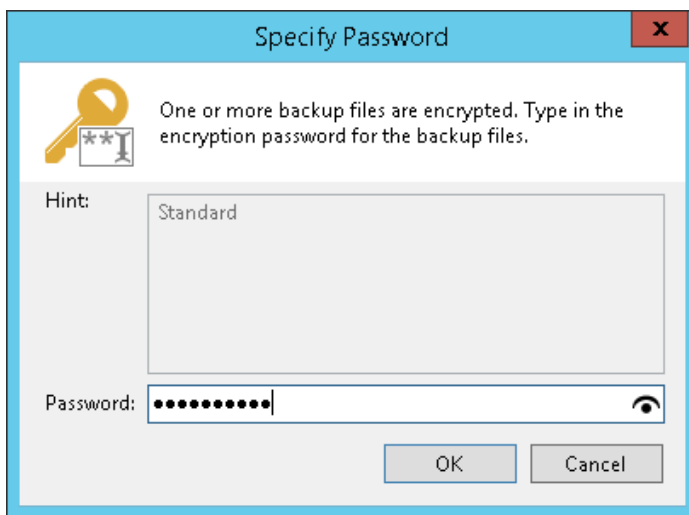 Specify Password
x
One or more backup files are encrypted. Type in the
encryption password for the backup files.
**
Hint:
Standard
Password: ••••••••••
OK Cancel